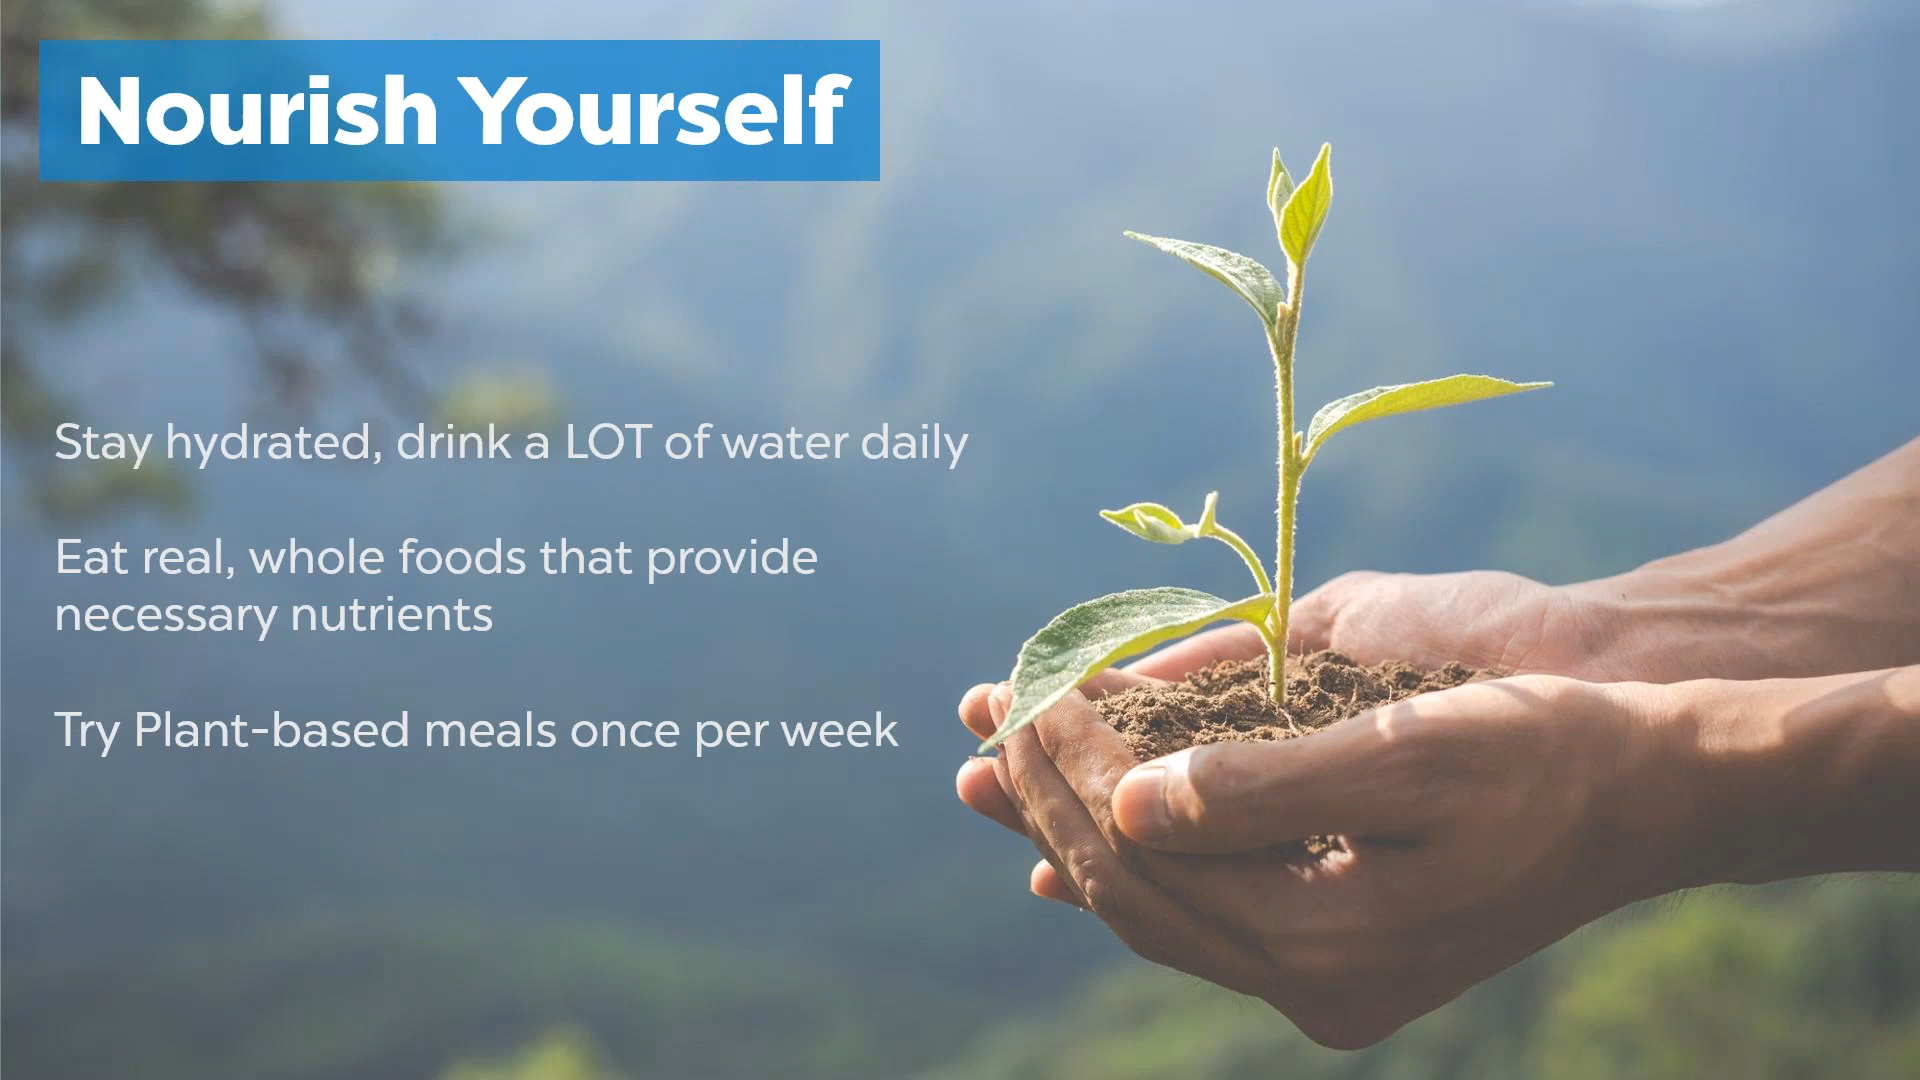 Nourish Yourself
Stay hydrated, drink a LOT of water daily
Eat real, whole foods that provide
necessary nutrients
Try Plant-based meals once per week